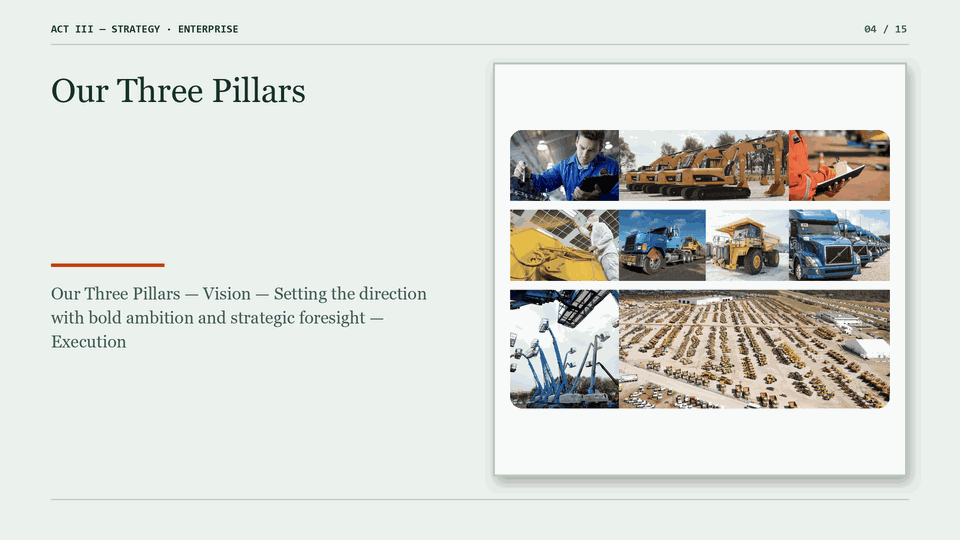 ACT III — STRATEGY · ENTERPRISE
04 / 15
Our Three Pillars
Our Three Pillars — Vision — Setting the direction
with bold ambition and strategic foresight —
Execution